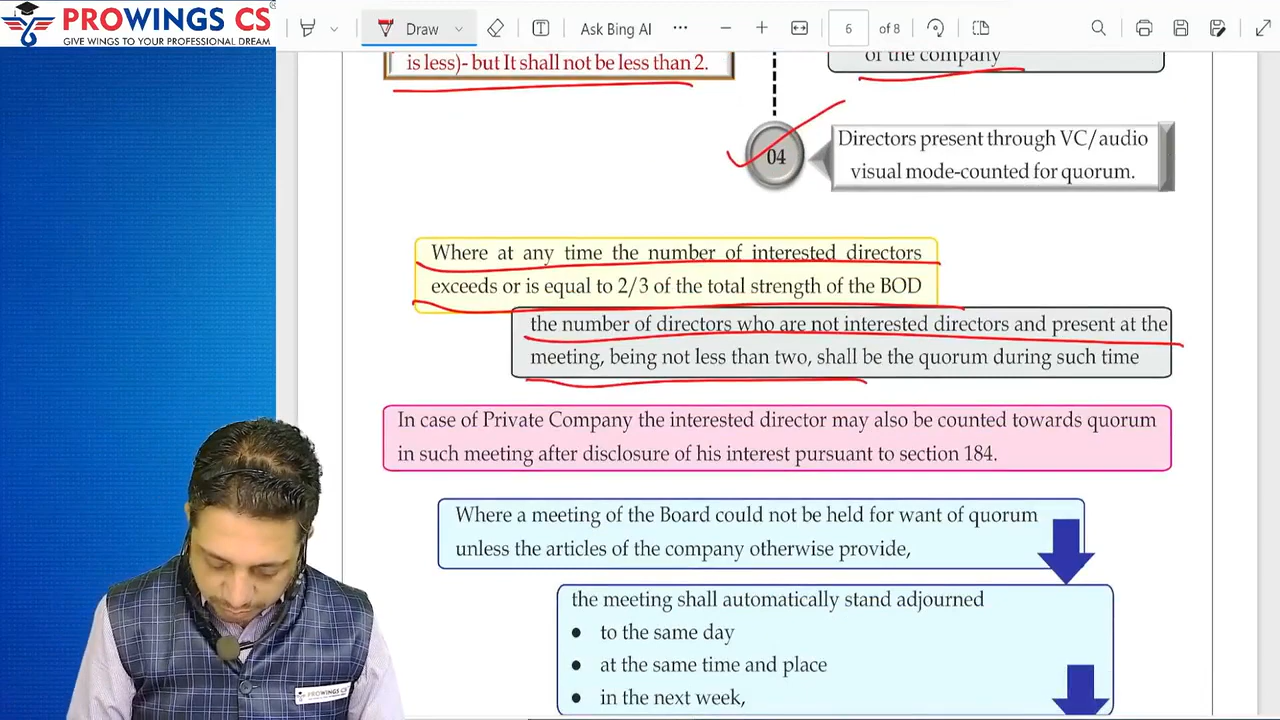 PROWINGS CS
GIVE WINGS TO YOUR PROFESSIONAL DREAM
Draw
Ask Bing AI
6
of 8
is less)- but It shall not be less than 2.
of the company
04
Directors present through VC/audio
visual mode-counted for quorum.
Where at any time the number of interested directors
exceeds or is equal to 2/3 of the total strength of the BOD
the number of directors who are not interested directors and present at the
meeting, being not less than two, shall be the quorum during such time
In case of Private Company the interested director may also be counted towards quorum
in such meeting after disclosure of his interest pursuant to section 184.
Where a meeting of the Board could not be held for want of quorum
unless the articles of the company otherwise provide,
the meeting shall automatically stand adjourned
• to the same day
• at the same time and place
• in the next week,
PROWINGS CS